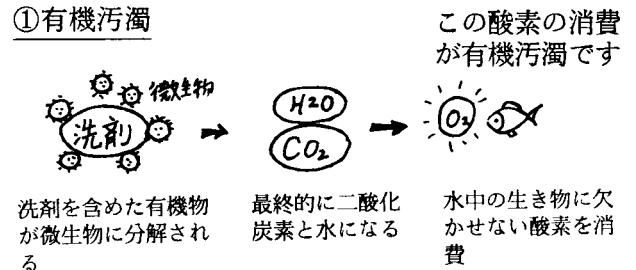 ①有機汚濁
この酸素の消費
が有機汚濁です
微生物
洗剤
H2O
CO2
O2
洗剤を含めた有機物
が微生物に分解され
る
最終的に二酸化
炭素と水になる
水中の生き物に欠
かせない酸素を消
費